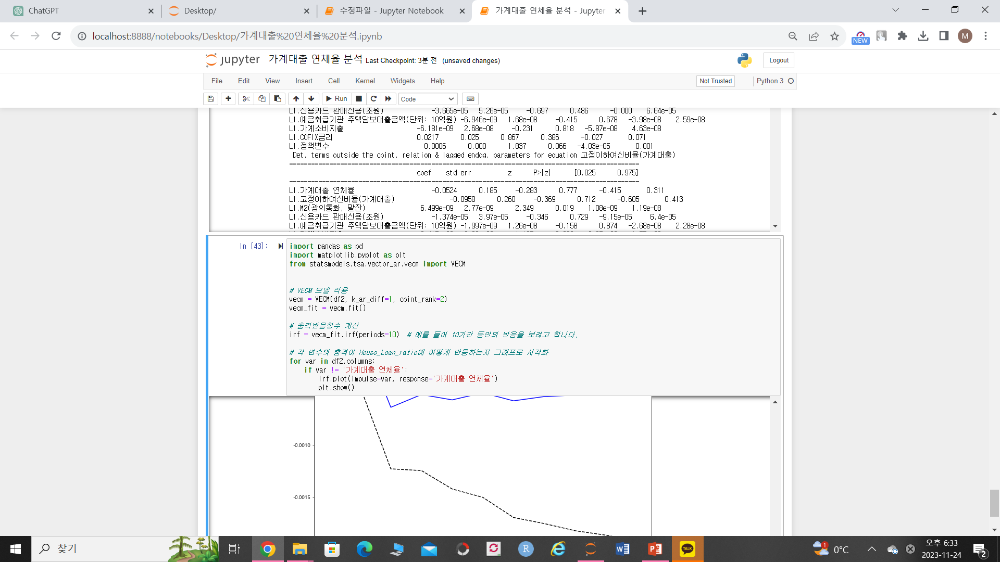 ChatGPT
Desktop/
수정파일 - Jupyter Notebook
가계대출 연체율 분석 - Jupyter
localhost:8888/notebooks/Desktop/가계대출%20연체율%20분석.ipynb
NEW
M
jupyter 가계대출 연체율 분석 Last Checkpoint: 3분 전 (unsaved changes)
Logout
File Edit View Insert Cell Kernel Widgets Help
Not Trusted
Python 3
Run
Code
L1.신용카드 판매신용(조원) -3.665e-05 5.26e-05 -0.697 0.486 -0.000 6.64e-05
L1.예금취급기관 주택담보대출금액(단위: 10억원) -6.946e-09 1.68e-08 -0.415 0.678 -3.98e-08 2.59e-08
L1.가계소비지출 -6.181e-09 2.68e-08 -0.231 0.818 -5.87e-08 4.63e-08
L1.COFIX금리 0.0217 0.025 0.867 0.386 -0.027 0.071
L1.정책변수 0.0006 0.000 1.837 0.066 -4.03e-05 0.001
Det. terms outside the coint. relation & lagged endog. parameters for equation 고정이하여신비율(가계대출)
==============================================================================================
coef std err z P>|z| [0.025 0.975]
----------------------------------------------------------------------------------------------
L1.가계대출 연체율 -0.0524 0.185 -0.283 0.777 -0.415 0.311
L1.고정이하여신비율(가계대출) -0.0958 0.260 -0.369 0.712 -0.605 0.413
L1.M2(광의통화, 말잔) 6.499e-09 2.77e-09 2.349 0.019 1.08e-09 1.19e-08
L1.신용카드 판매신용(조원) -1.374e-05 3.97e-05 -0.346 0.729 -9.15e-05 6.4e-05
L1.예금취급기관 주택담보대출금액(단위: 10억원) -1.997e-09 1.26e-08 -0.158 0.874 -2.68e-08 2.28e-08
In [43]:
import pandas as pd
import matplotlib.pyplot as plt
from statsmodels.tsa.vector_ar.vecm import VECM
# VECM 모델 적용
vecm = VECM(df2, k_ar_diff=1, coint_rank=2)
vecm_fit = vecm.fit()
# 충격반응함수 계산
irf = vecm_fit.irf(periods=10) # 예를 들어 10기간 동안의 반응을 보려고 합니다.
# 각 변수의 충격이 House_Loan_ratio에 어떻게 반응하는지 그래프로 시각화
for var in df2.columns:
if var != '가계대출 연체율':
irf.plot(impulse=var, response='가계대출 연체율')
plt.show()
-0.0010
-0.0015
찾기
R
TALK
1
0°C
오후 6:33
2023-11-24
2